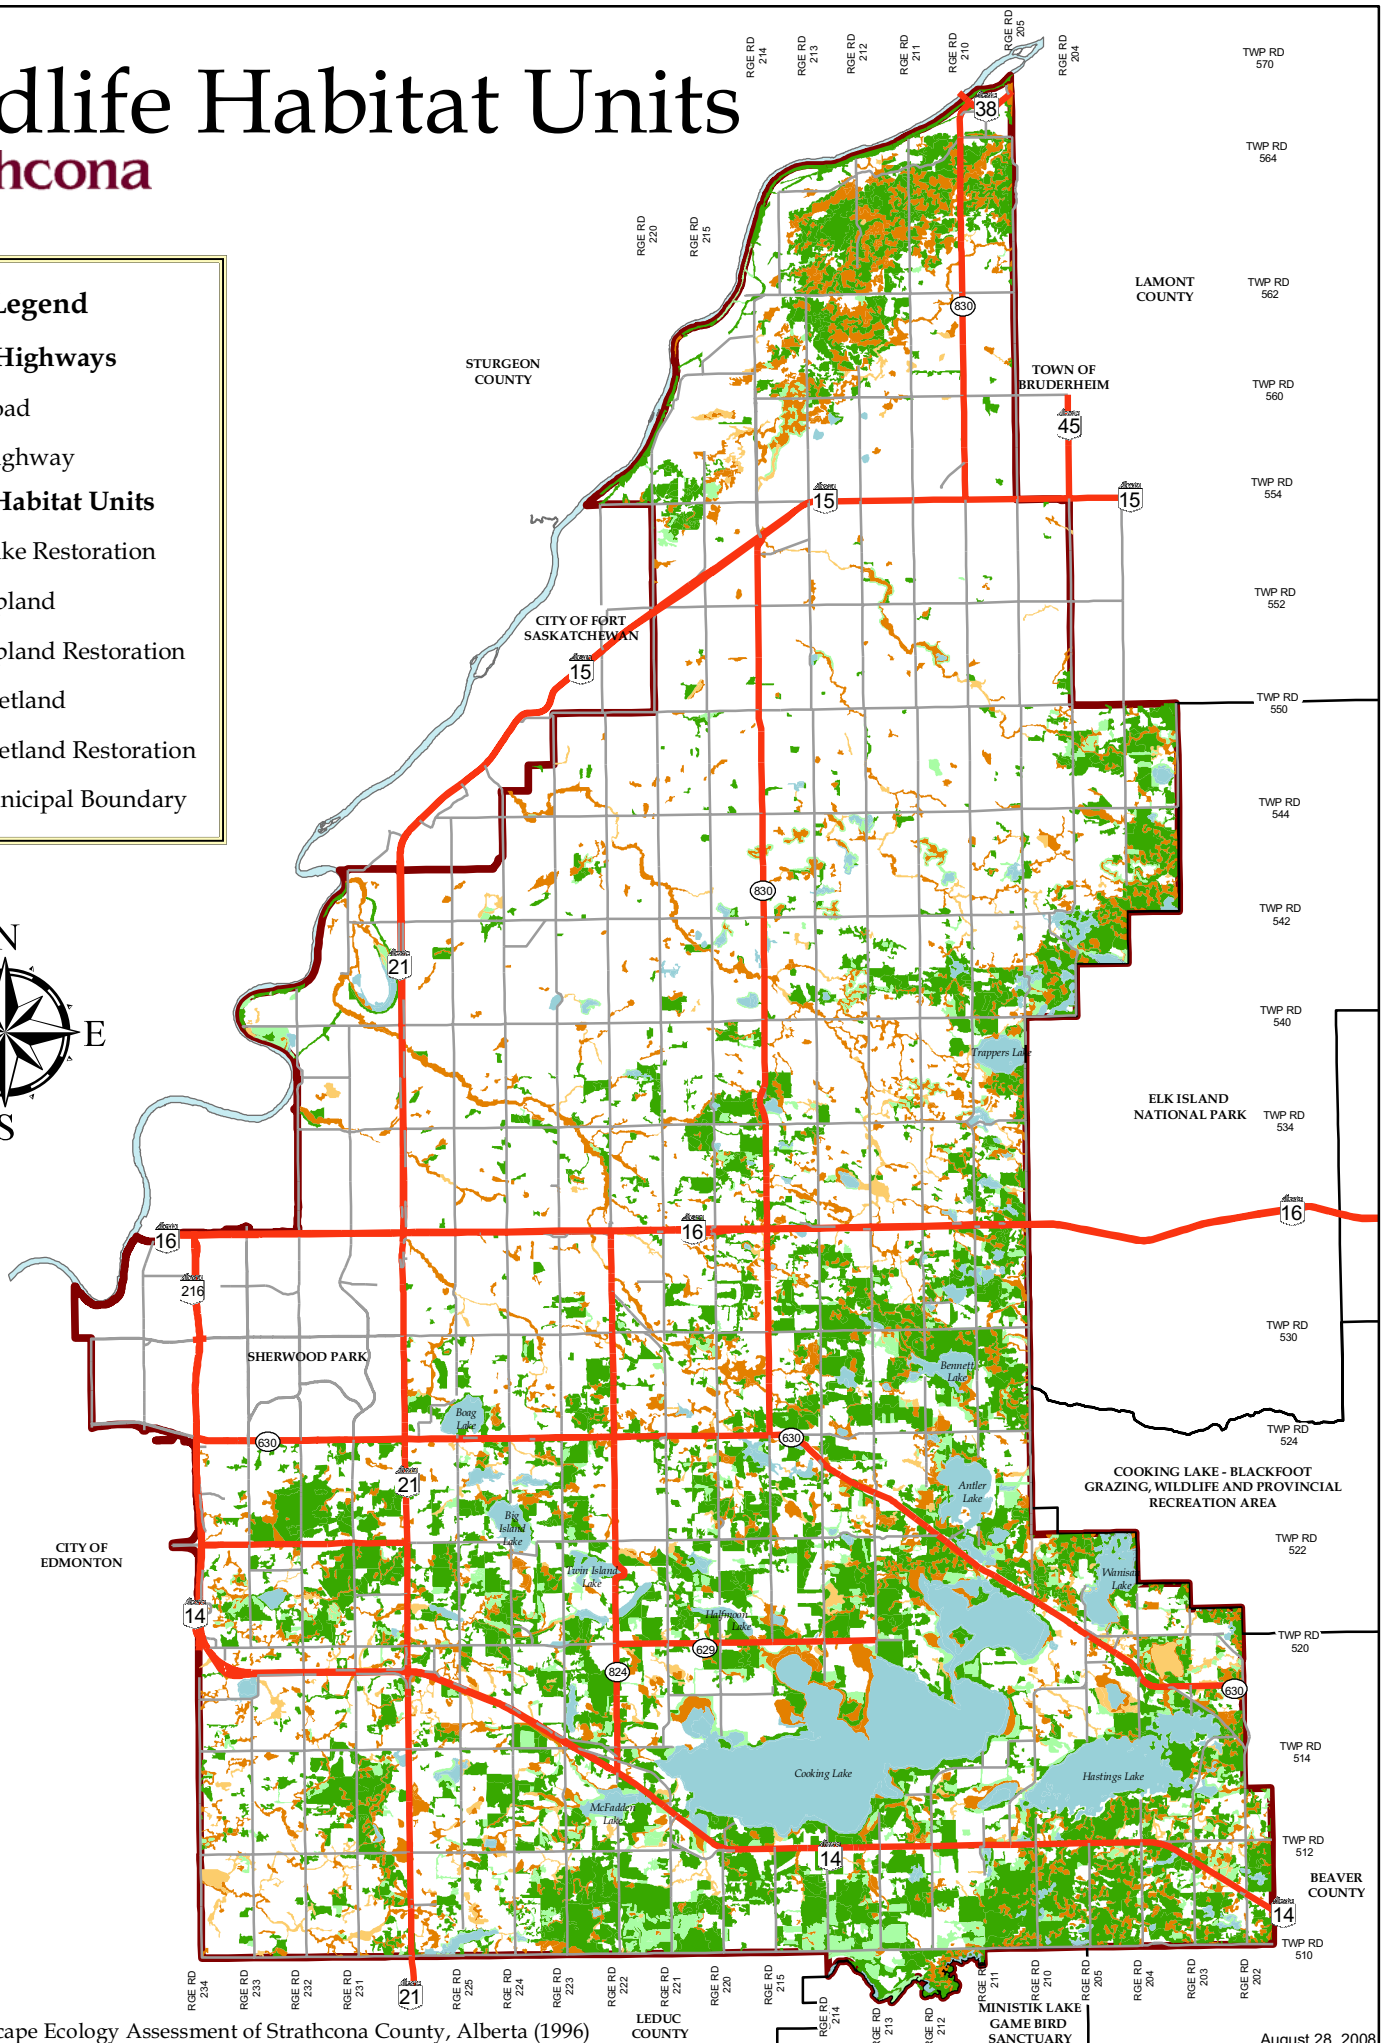 dlife Habitat Units
hcona
RGE RD 214
RGE RD 213
RGE RD 212
RGE RD 211
RGE RD 210
RGE RD 205
RGE RD 204
TWP RD 570
38
TWP RD 564
RGE RD 220
RGE RD 215
Legend
Highways
oad
ighway
Habitat Units
ake Restoration
pland
pland Restoration
etland
etland Restoration
unicipal Boundary
LAMONT
COUNTY
TWP RD 562
830
STURGEON
COUNTY
TOWN OF
BRUDERHEIM
TWP RD 560
45
TWP RD 554
15
15
TWP RD 552
CITY OF FORT
SASKATCHEWAN
15
TWP RD 550
TWP RD 544
830
TWP RD 542
N
21
E
S
TWP RD 540
Trappers Lake
ELK ISLAND
NATIONAL PARK
TWP RD 534
16
16
16
216
TWP RD 530
SHERWOOD PARK
Bennett
Lake
Boag
Lake
630
630
TWP RD 524
21
Antler
Lake
COOKING LAKE - BLACKFOOT
GRAZING, WILDLIFE AND PROVINCIAL
RECREATION AREA
Big
Island
Lake
CITY OF
EDMONTON
TWP RD 522
Twin Island
Lake
Wanisan
Lake
14
Halfmoon
Lake
629
TWP RD 520
824
630
TWP RD 514
Cooking Lake
Hastings Lake
McFadden
Lake
14
TWP RD 512
BEAVER
COUNTY
14
TWP RD 510
RGE RD 234
RGE RD 233
RGE RD 232
RGE RD 231
21
RGE RD 225
RGE RD 224
RGE RD 223
RGE RD 222
RGE RD 221
RGE RD 220
RGE RD 215
RGE RD 214
RGE RD 213
RGE RD 212
RGE RD 211
RGE RD 210
RGE RD 205
RGE RD 204
RGE RD 203
RGE RD 202
LEDUC
COUNTY
MINISTIK LAKE
GAME BIRD
SANCTUARY
cape Ecology Assessment of Strathcona County, Alberta (1996)
August 28, 2008